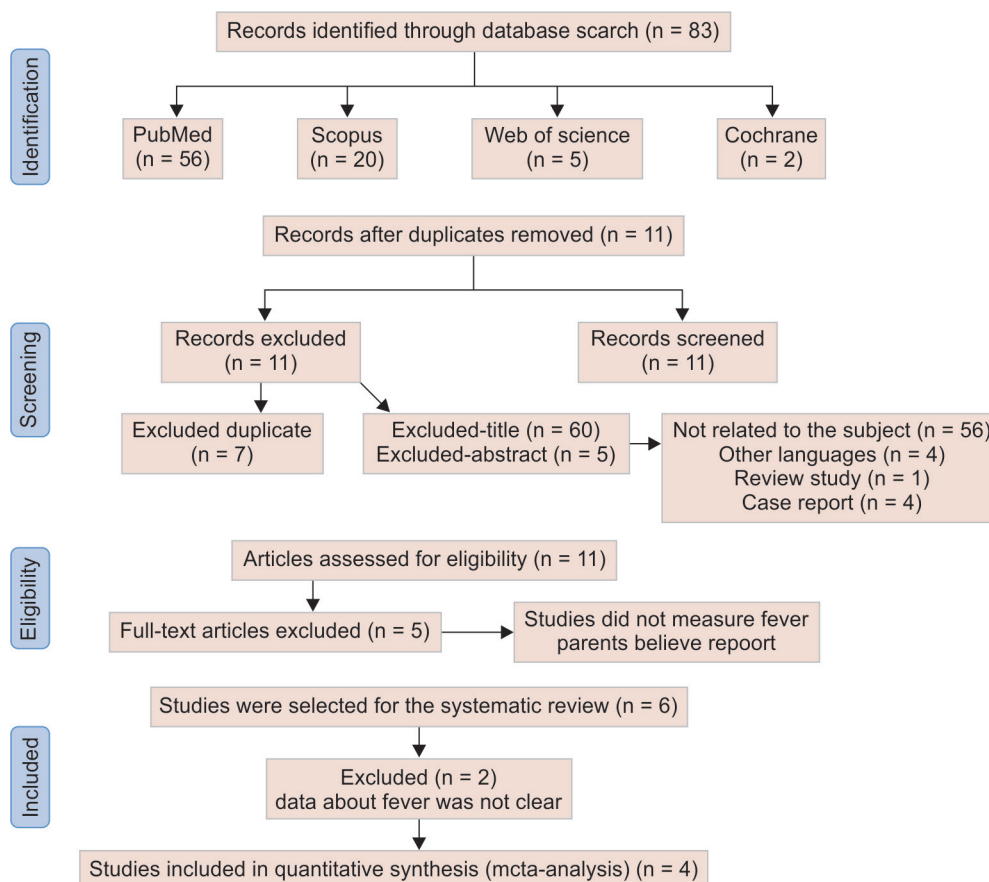 Identification
Records identified through database scarch (n = 83)
PubMed
(n = 56)
Scopus
(n = 20)
Web of science
(n = 5)
Cochrane
(n = 2)
Screening
Records after duplicates removed (n = 11)
Records excluded
(n = 11)
Records screened
(n = 11)
Excluded duplicate
(n = 7)
Excluded-title (n = 60)
Excluded-abstract (n = 5)
Not related to the subject (n = 56)
Other languages (n = 4)
Review study (n = 1)
Case report (n = 4)
Eligibility
Articles assessed for eligibility (n = 11)
Full-text articles excluded (n = 5)
Studies did not measure fever
parents believe repoort
Included
Studies were selected for the systematic review (n = 6)
Excluded (n = 2)
data about fever was not clear
Studies included in quantitative synthesis (mcta-analysis) (n = 4)